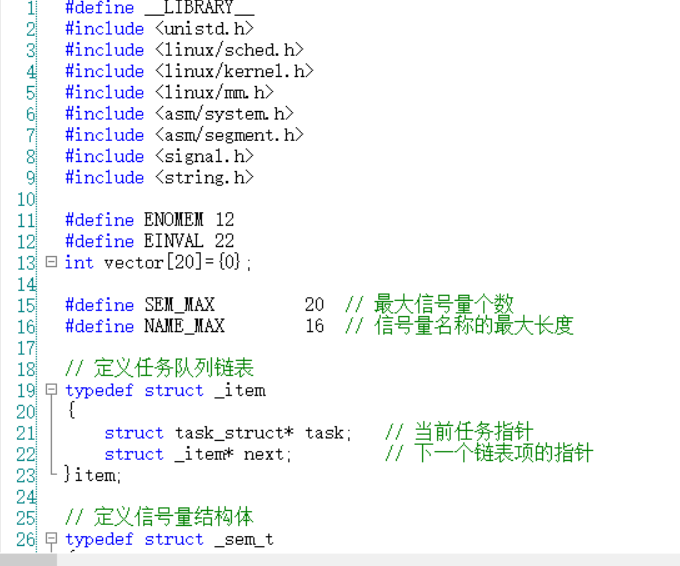 1 #define __LIBRARY__
2 #include <unistd.h>
3 #include <linux/sched.h>
4 #include <linux/kernel.h>
5 #include <linux/mm.h>
6 #include <asm/system.h>
7 #include <asm/segment.h>
8 #include <signal.h>
9 #include <string.h>
10
11 #define ENOMEM 12
12 #define EINVAL 22
13 int vector[20]={0};
14
15 #define SEM_MAX 20 // 最大信号量个数
16 #define NAME_MAX 16 // 信号量名称的最大长度
17
18 // 定义任务队列链表
19 typedef struct _item
20 {
21 struct task_struct* task; // 当前任务指针
22 struct _item* next; // 下一个链表项的指针
23 }item;
24
25 // 定义信号量结构体
26 typedef struct _sem_t